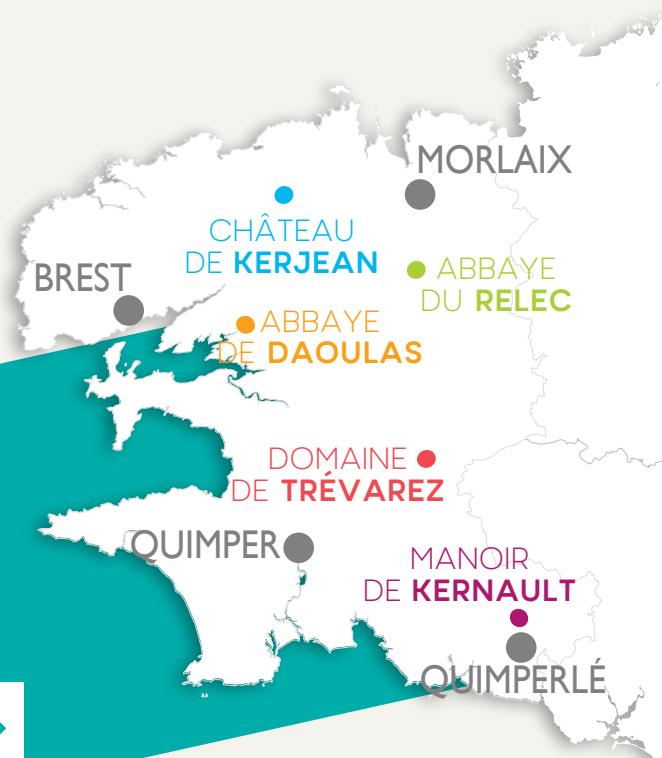 MORLAIX
CHÂTEAU
DE KERJEAN
BREST
ABBAYE
DU RELEC
ABBAYE
DE DAOULAS
DOMAINE
DE TRÉVAREZ
QUIMPER
MANOIR
DE KERNAULT
QUIMPERLÉ